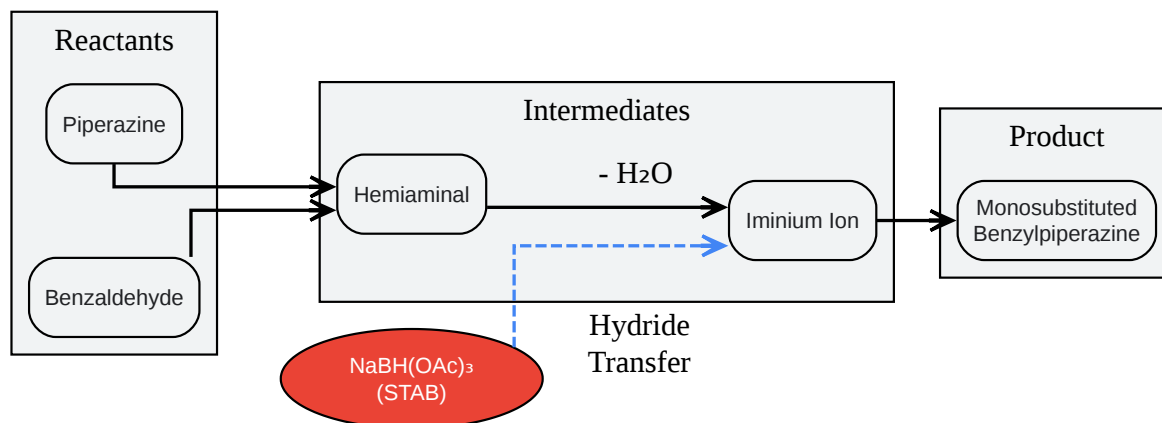 Reactants
Piperazine
Benzaldehyde
Intermediates
Hemiaminal
- H₂O
Iminium Ion
Product
Monosubstituted
Benzylpiperazine
Hydride
Transfer
NaBH(OAc)₃
(STAB)